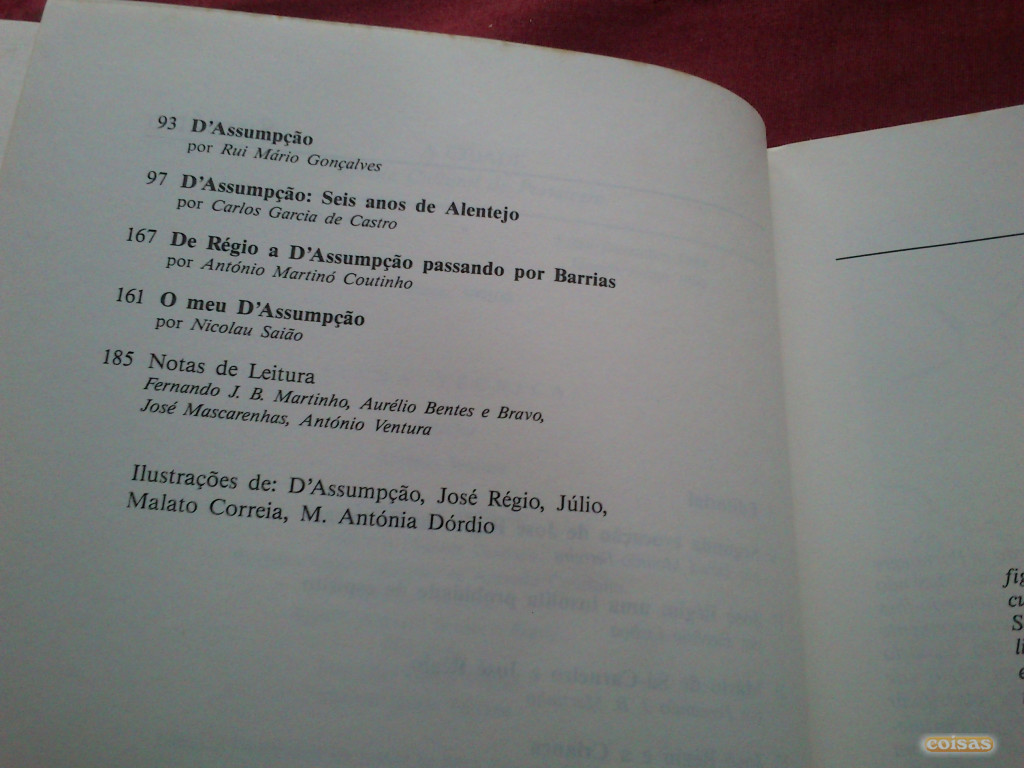 93 D'Assumpção
por Rui Mário Gonçalves
97 D'Assumpção: Seis anos de Alentejo
por Carlos Garcia de Castro
167 De Régio a D'Assumpção passando por Barrias
por António Martinó Coutinho
161 O meu D'Assumpção
por Nicolau Saião
185 Notas de Leitura
Fernando J. B. Martinho, Aurélio Bentes e Bravo,
José Mascarenhas, António Ventura
Ilustrações de: D'Assumpção, José Régio, Júlio,
Malato Correia, M. Antónia Dórdio
coisas